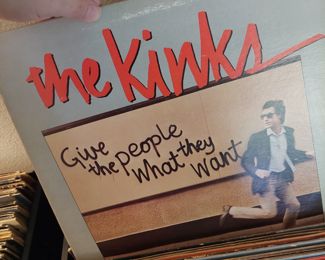 the Kinks
Give
the people
What they
Want